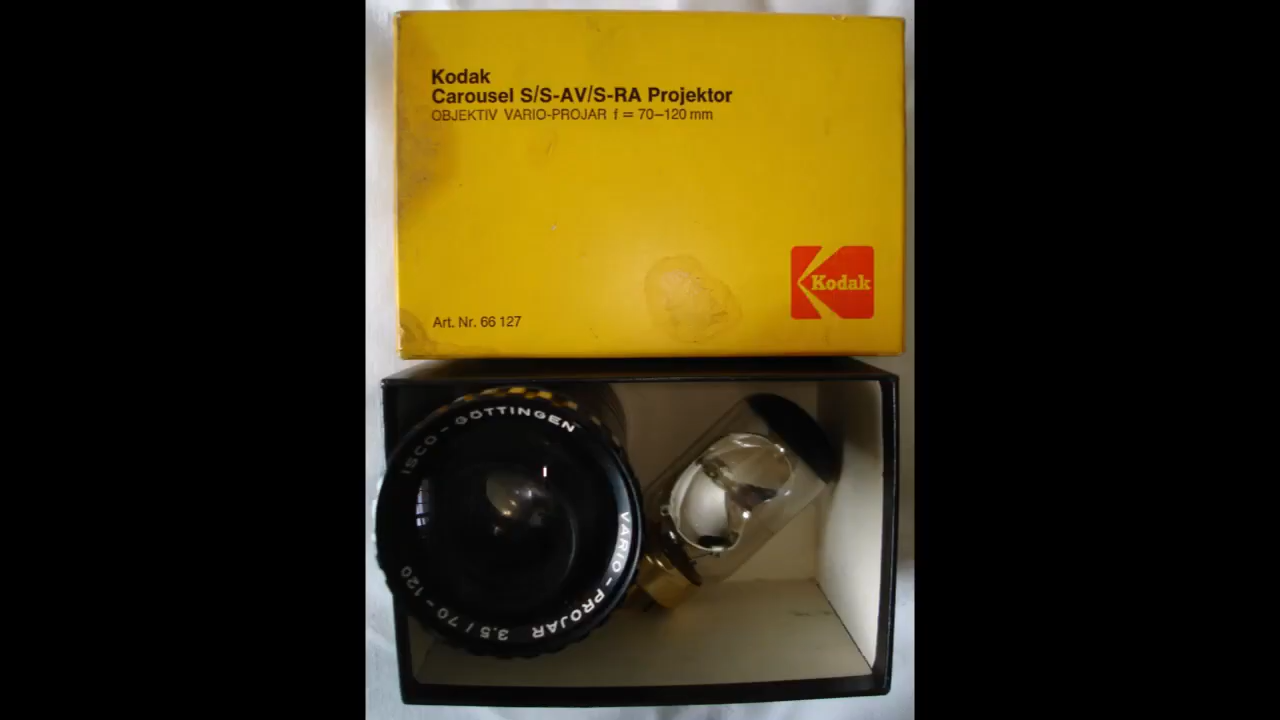 Kodak
Carousel S/S-AV/S-RA Projektor
OBJEKTIV VARIO-PROJAR f = 70–120 mm
Kodak
Art. Nr. 66 127
ISCO - GÖTTINGEN
VARIO - PROJAR 3,5 / 70 - 120